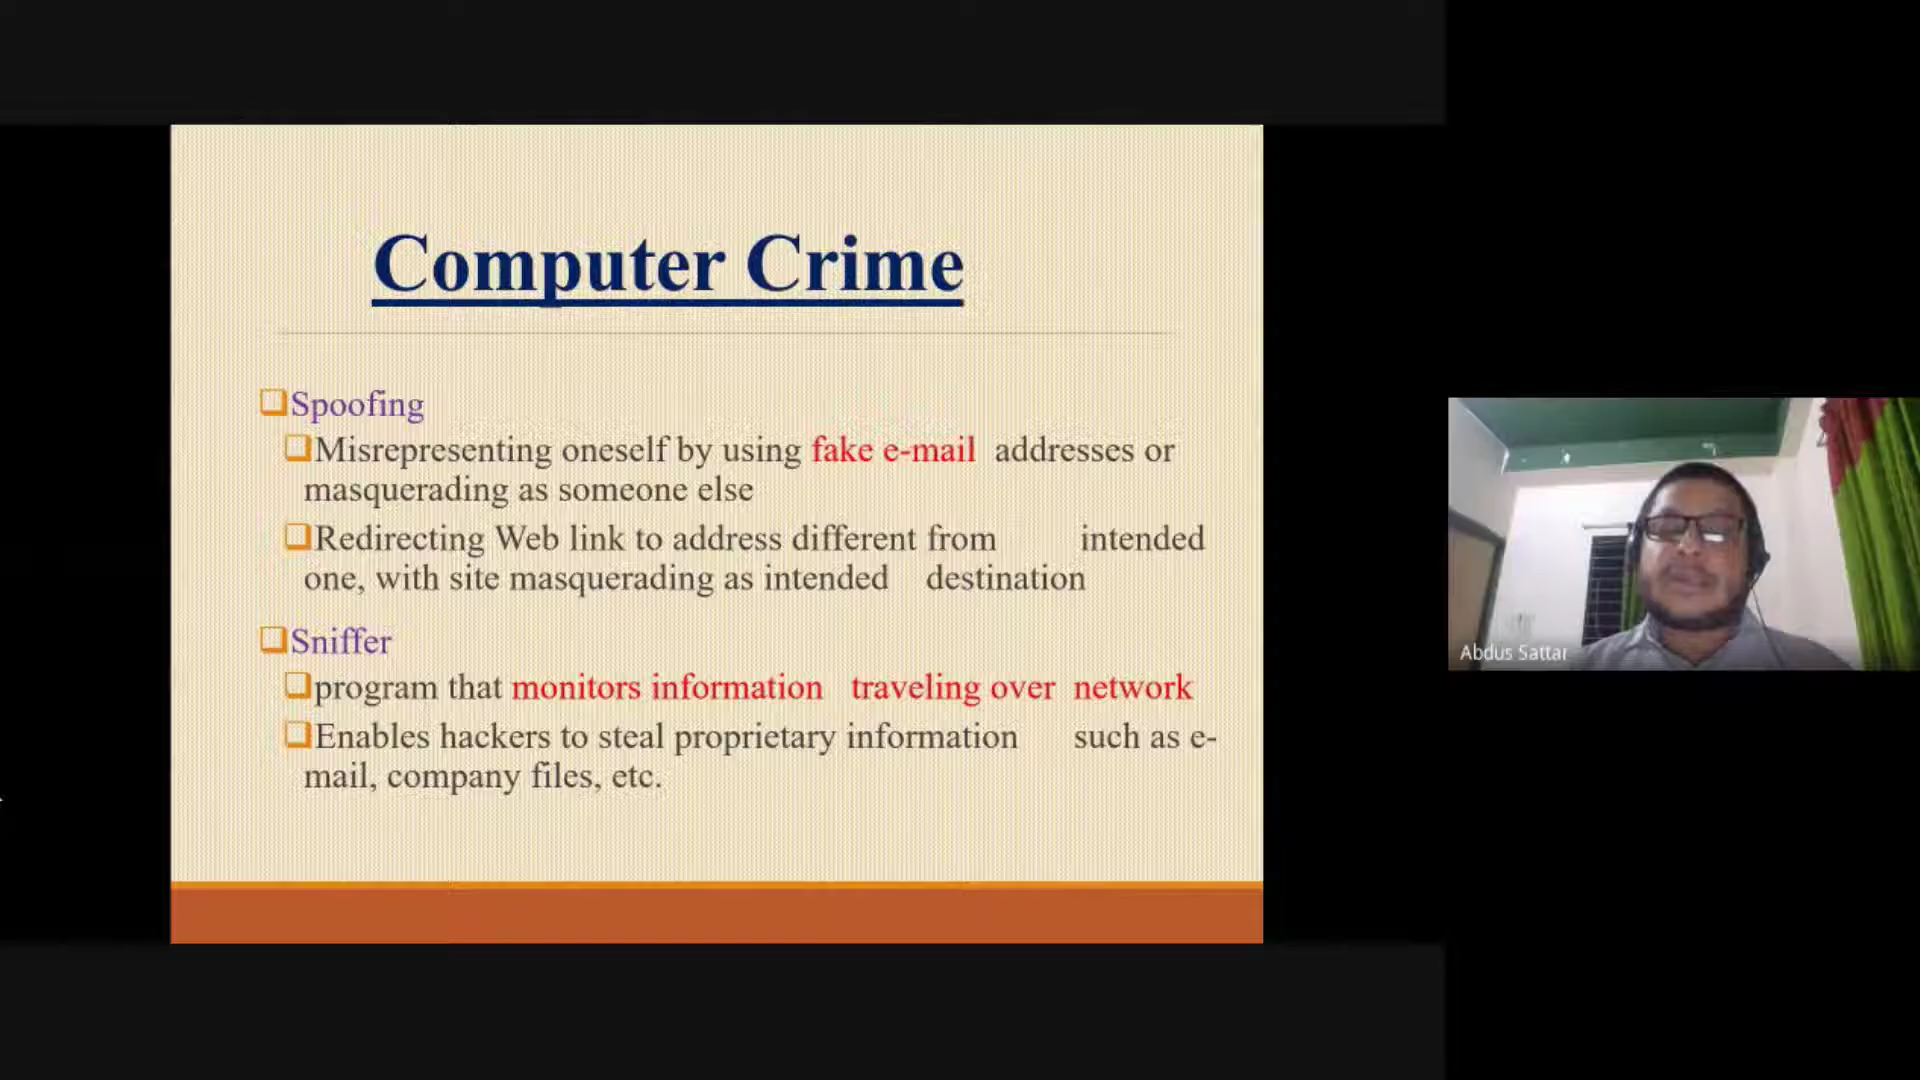 Computer Crime
Spoofing
Misrepresenting oneself by using fake e-mail addresses or
masquerading as someone else
Redirecting Web link to address different from intended
one, with site masquerading as intended destination
Sniffer
program that monitors information traveling over network
Enables hackers to steal proprietary information such as e-
mail, company files, etc.
Abdus Sattar